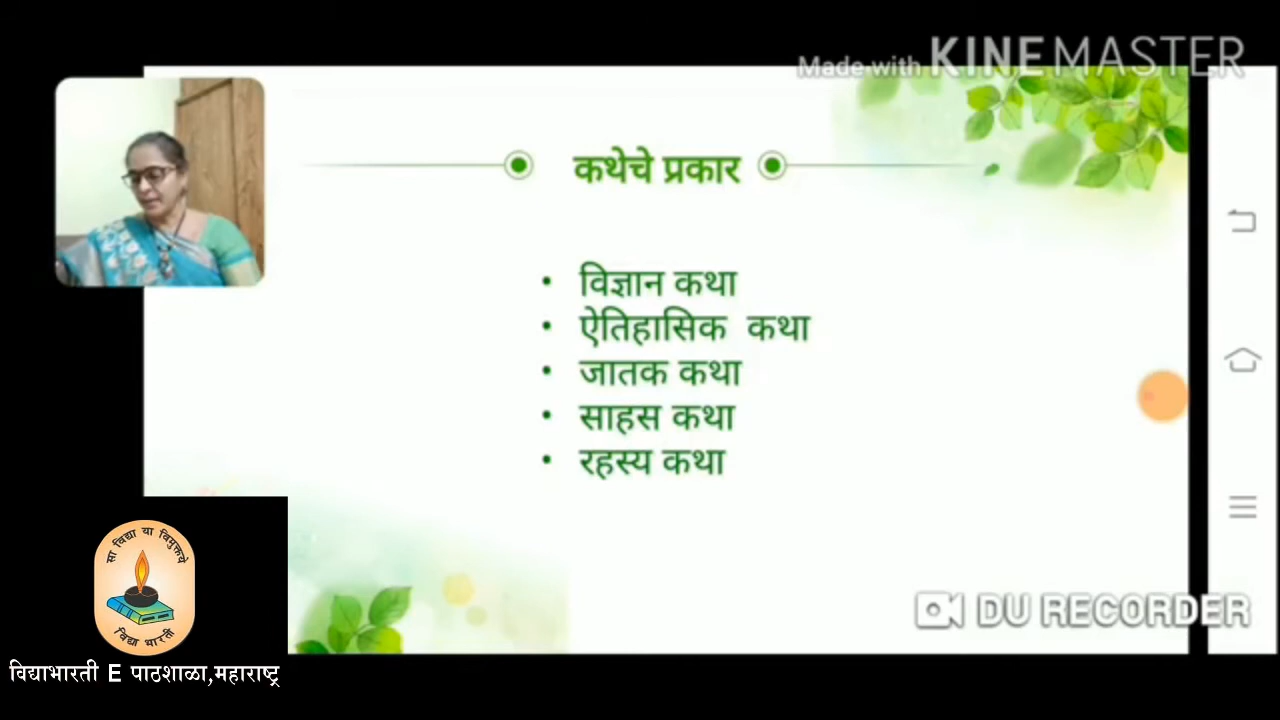 Made with KINEMASTER
कथेचे प्रकार
• विज्ञान कथा
• ऐतिहासिक कथा
• जातक कथा
• साहस कथा
• रहस्य कथा
सा विद्या या विमुक्तये
विद्या भारती
DU RECORDER
विद्याभारती E पाठशाळा,महाराष्ट्र